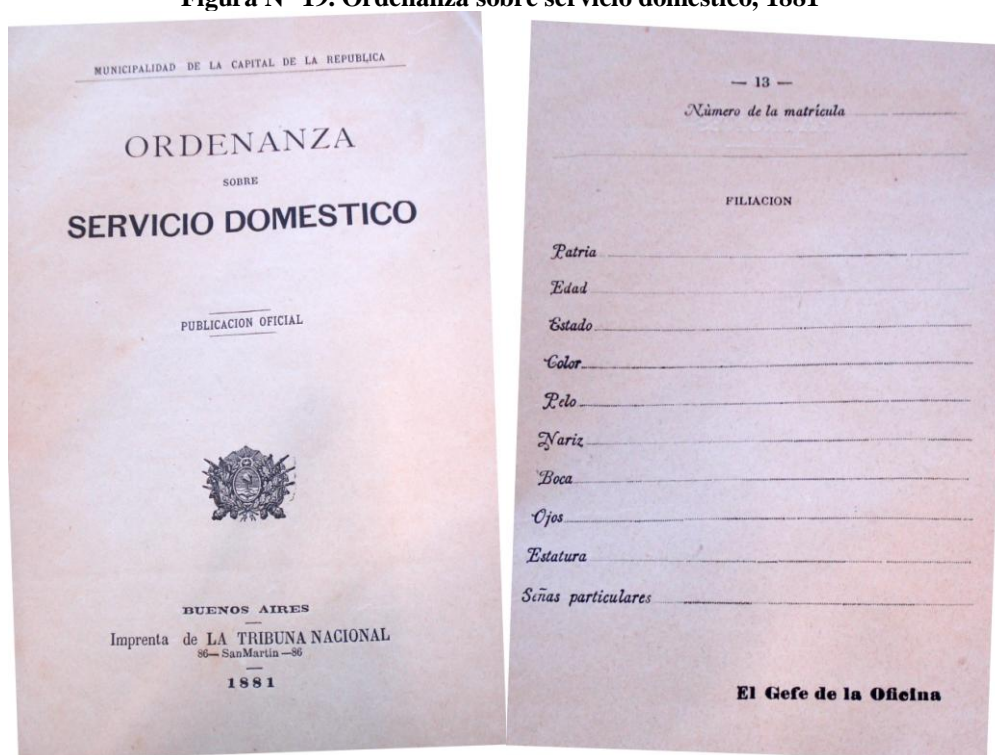 Figura N° 19. Ordenanza sobre servicio doméstico, 1881
MUNICIPALIDAD DE LA CAPITAL DE LA REPUBLICA
ORDENANZA
SOBRE
SERVICIO DOMESTICO
PUBLICACION OFICIAL
BUENOS AIRES
Imprenta de LA TRIBUNA NACIONAL
86—SanMartin—86
1881
— 13 —
Número de la matrícula
FILIACION
Patria
Edad
Estado
Color
Pelo
Nariz
Boca
Ojos
Estatura
Señas particulares
El Gefe de la Oficina